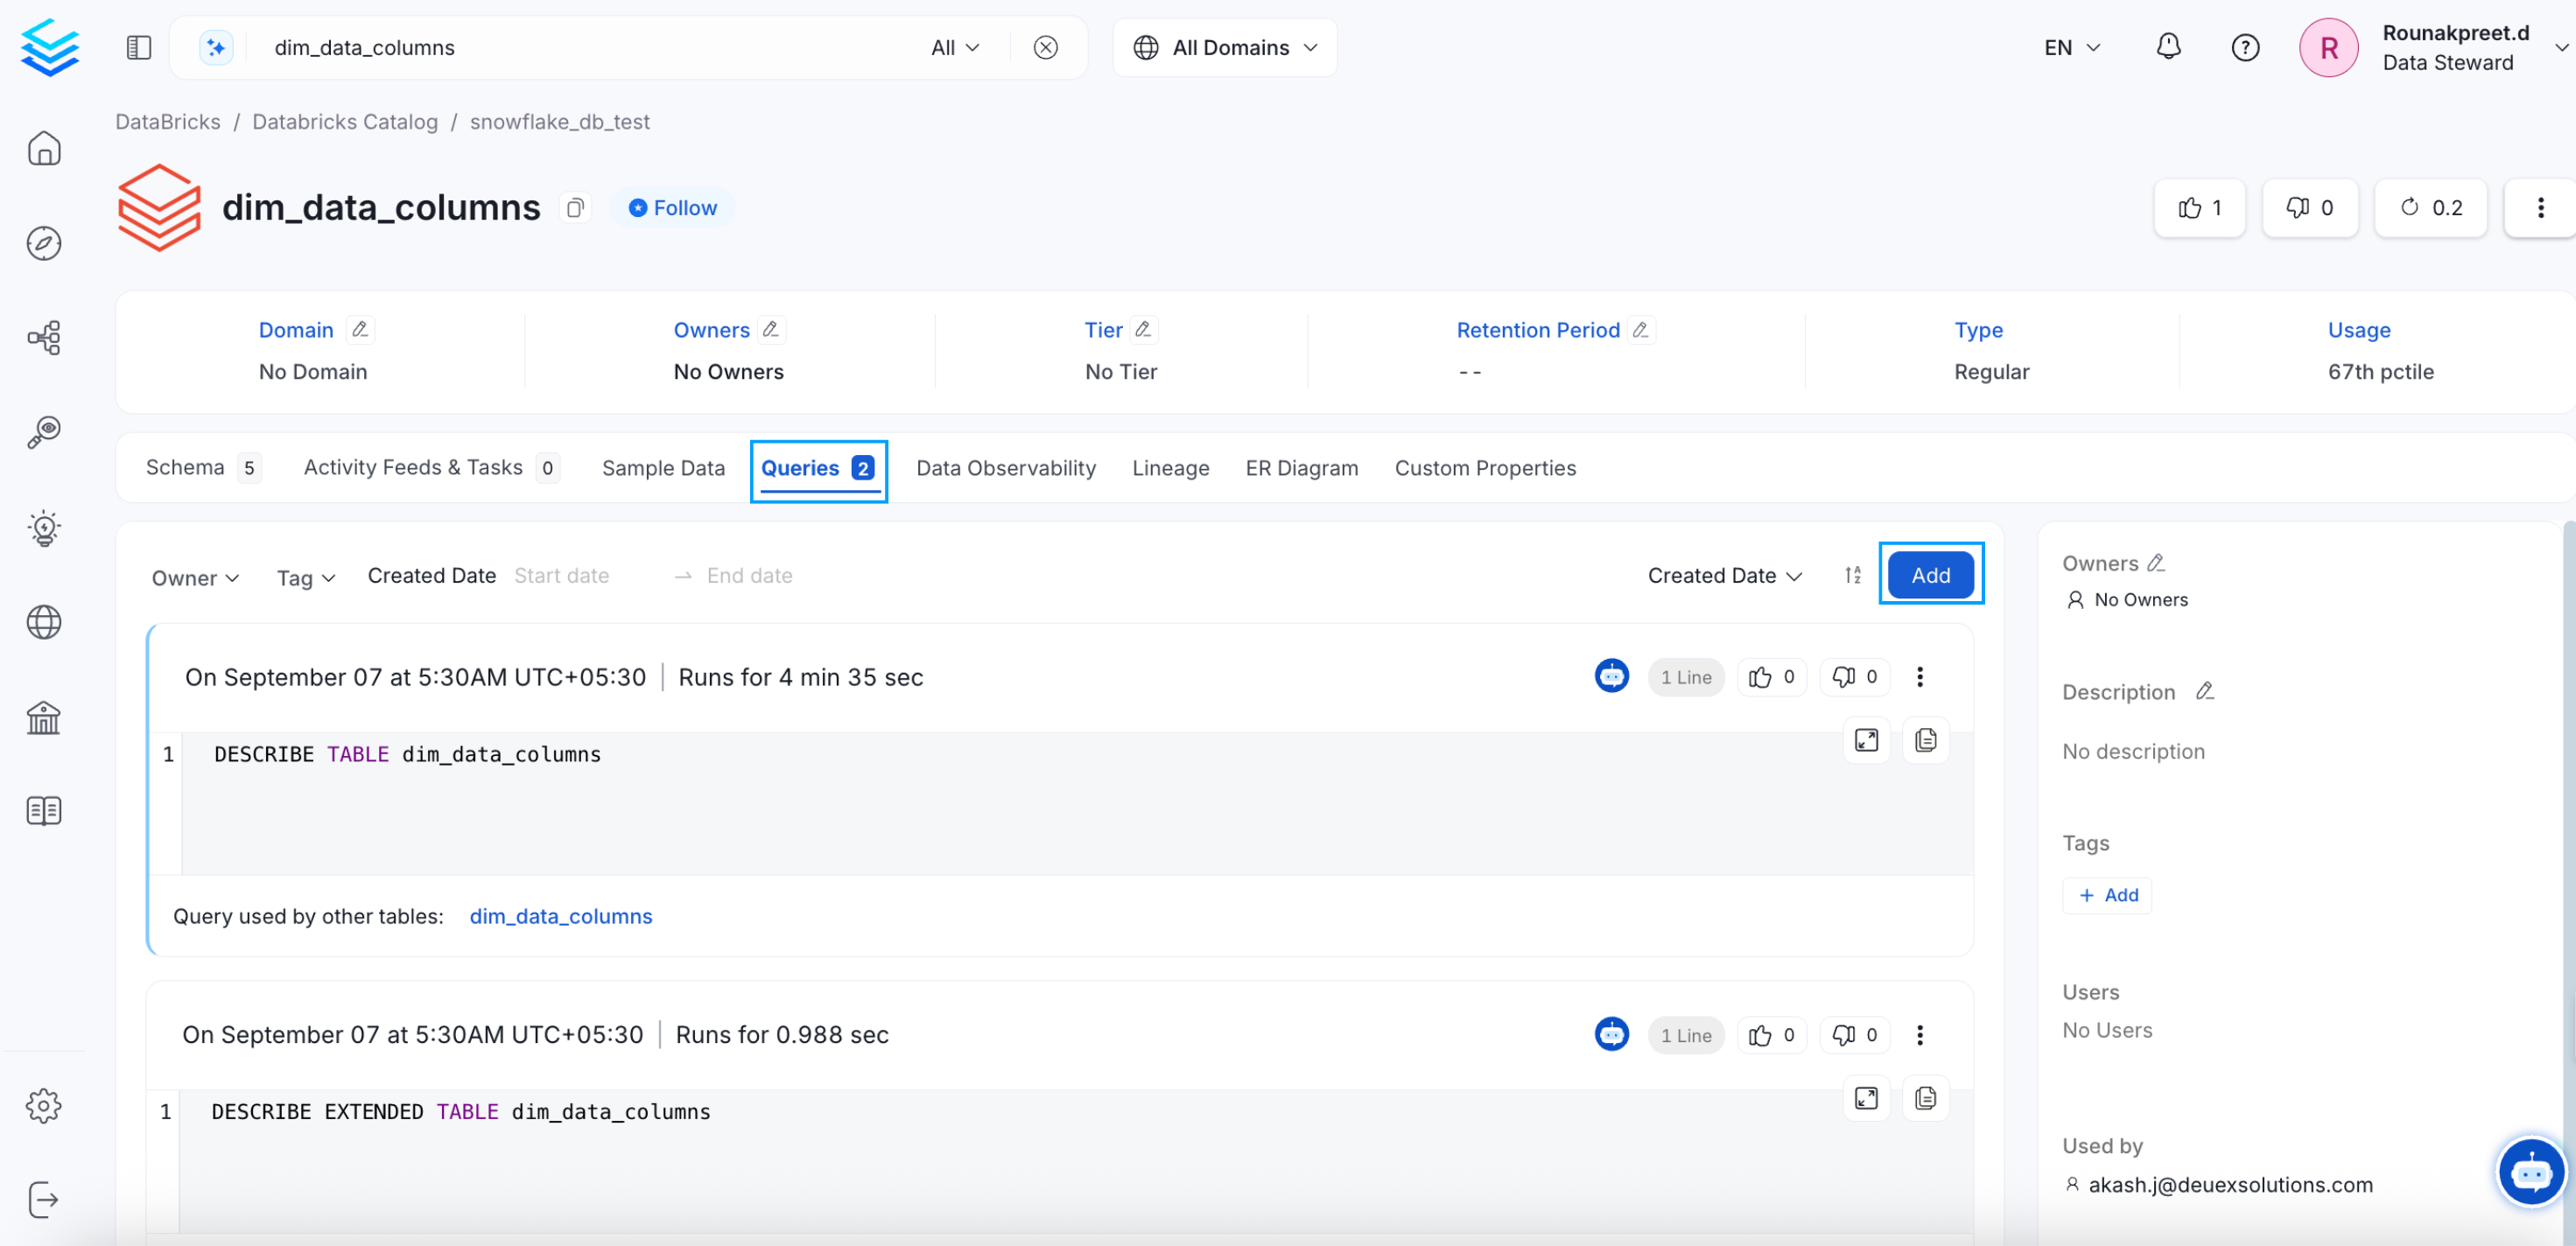 dim_data_columns All All Domains EN R Rounakpreet.d
Data Steward
DataBricks / Databricks Catalog / snowflake_db_test
dim_data_columns Follow 1 0 0.2
Domain Owners Tier Retention Period Type Usage
No Domain No Owners No Tier -- Regular 67th pctile
Schema 5 Activity Feeds & Tasks 0 Sample Data Queries 2 Data Observability Lineage ER Diagram Custom Properties
Owner Tag Created Date Start date → End date Created Date Add
On September 07 at 5:30AM UTC+05:30 | Runs for 4 min 35 sec 1 Line 0 0
1 DESCRIBE TABLE dim_data_columns
Query used by other tables: dim_data_columns
On September 07 at 5:30AM UTC+05:30 | Runs for 0.988 sec 1 Line 0 0
1 DESCRIBE EXTENDED TABLE dim_data_columns
Owners
No Owners
Description
No description
Tags
+ Add
Users
No Users
Used by
akash.j@deuexsolutions.com